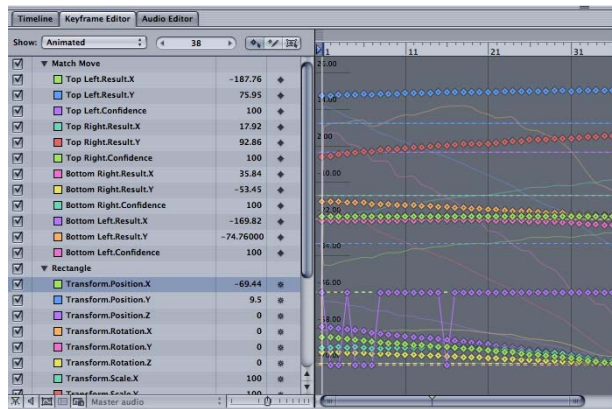 Timeline Keyframe Editor Audio Editor
Show: Animated 38
1 11 21 31
Match Move
Top Left.Result.X -187.76
Top Left.Result.Y 75.95
Top Left.Confidence 100
Top Right.Result.X 17.92
Top Right.Result.Y 92.86
Top Right.Confidence 100
Bottom Right.Result.X 35.84
Bottom Right.Result.Y -53.45
Bottom Right.Confidence 100
Bottom Left.Result.X -169.82
Bottom Left.Result.Y -74.76000
Bottom Left.Confidence 100
Rectangle
Transform.Position.X -69.44
Transform.Position.Y 9.5
Transform.Position.Z 0
Transform.Rotation.X 0
Transform.Rotation.Y 0
Transform.Rotation.Z 0
Transform.Scale.X 100
Transform.Scale.Y 100
Master audio